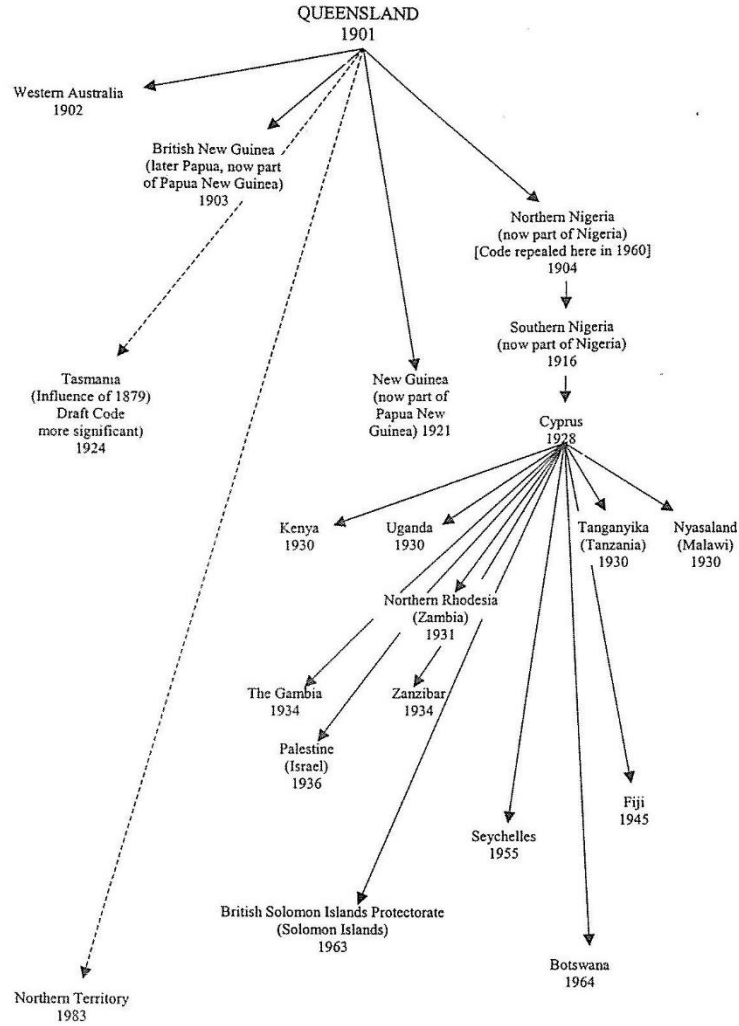 QUEENSLAND
1901
Western Australia
1902
British New Guinea
(later Papua, now part
of Papua New Guinea)
1903
Northern Nigeria
(now part of Nigeria)
[Code repealed here in 1960]
1904
Southern Nigeria
(now part of Nigeria)
1916
Tasmania
(Influence of 1879)
Draft Code
more significant)
1924
New Guinea
(now part of
Papua New
Guinea) 1921
Cyprus
1928
Kenya
1930
Uganda
1930
Tanganyika
(Tanzania)
1930
Nyasaland
(Malawi)
1930
Northern Rhodesia
(Zambia)
1931
The Gambia
1934
Zanzibar
1934
Palestine
(Israel)
1936
Fiji
1945
Seychelles
1955
British Solomon Islands Protectorate
(Solomon Islands)
1963
Botswana
1964
Northern Territory
1983